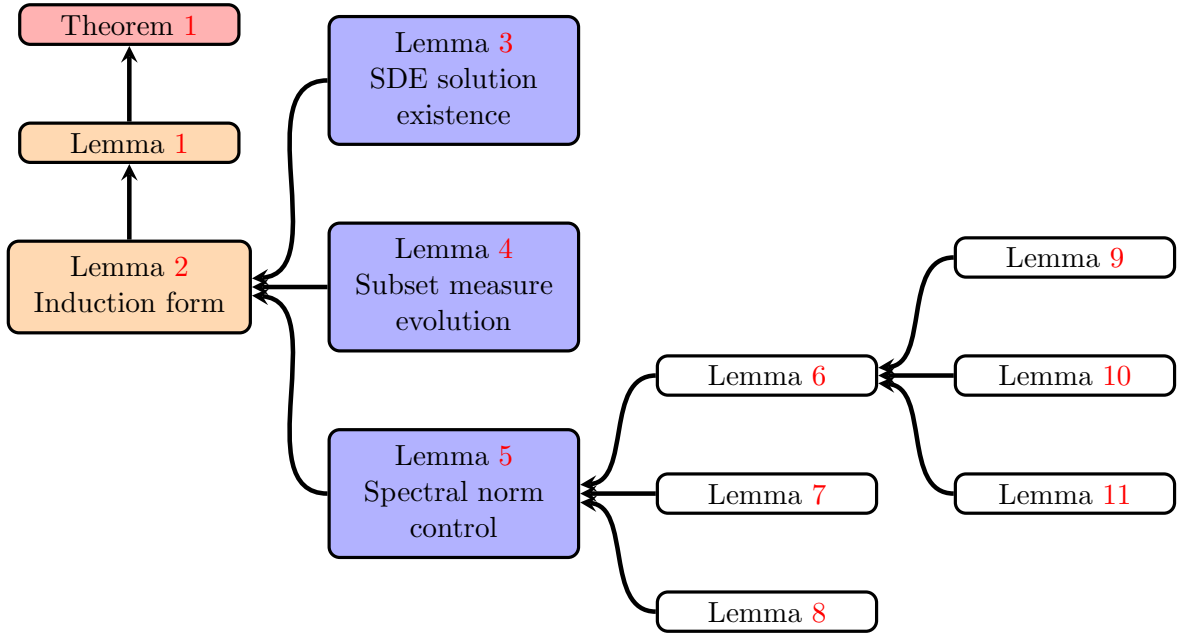 Theorem 1
Lemma 1
Lemma 2
Induction form
Lemma 3
SDE solution
existence
Lemma 4
Subset measure
evolution
Lemma 5
Spectral norm
control
Lemma 6
Lemma 7
Lemma 8
Lemma 9
Lemma 10
Lemma 11